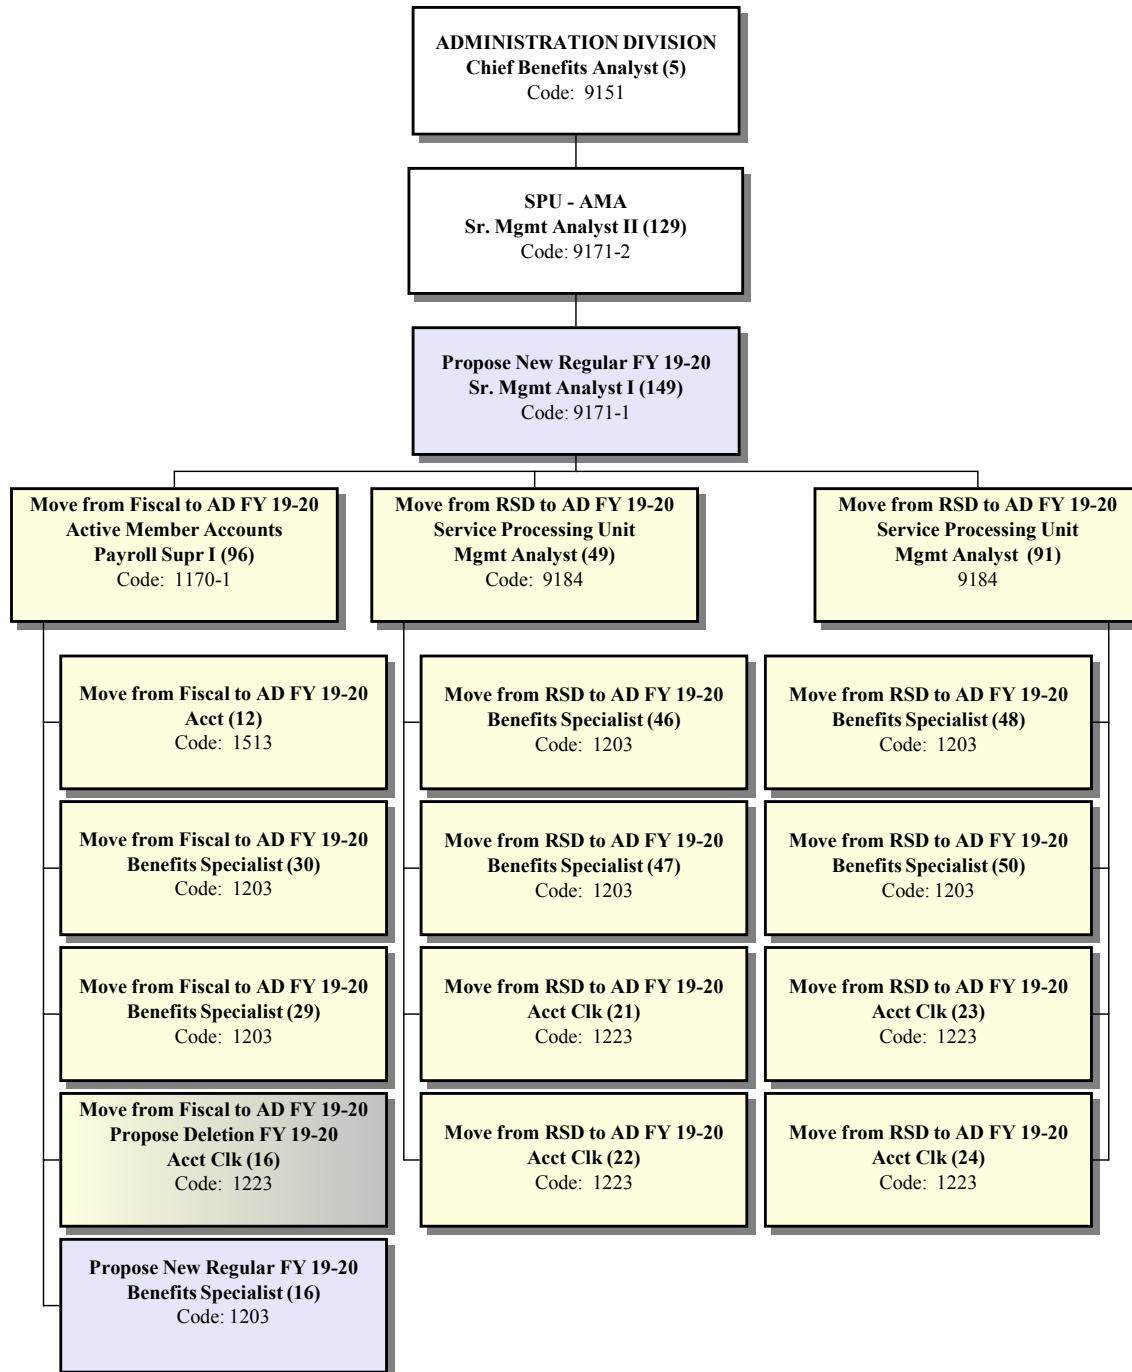 ADMINISTRATION DIVISION
Chief Benefits Analyst (5)
Code: 9151
SPU - AMA
Sr. Mgmt Analyst II (129)
Code: 9171-2
Propose New Regular FY 19-20
Sr. Mgmt Analyst I (149)
Code: 9171-1
Move from Fiscal to AD FY 19-20
Active Member Accounts
Payroll Supr I (96)
Code: 1170-1
Move from RSD to AD FY 19-20
Service Processing Unit
Mgmt Analyst (49)
Code: 9184
Move from RSD to AD FY 19-20
Service Processing Unit
Mgmt Analyst (91)
9184
Move from Fiscal to AD FY 19-20
Acct (12)
Code: 1513
Move from RSD to AD FY 19-20
Benefits Specialist (46)
Code: 1203
Move from RSD to AD FY 19-20
Benefits Specialist (48)
Code: 1203
Move from Fiscal to AD FY 19-20
Benefits Specialist (30)
Code: 1203
Move from RSD to AD FY 19-20
Benefits Specialist (47)
Code: 1203
Move from RSD to AD FY 19-20
Benefits Specialist (50)
Code: 1203
Move from Fiscal to AD FY 19-20
Benefits Specialist (29)
Code: 1203
Move from RSD to AD FY 19-20
Acct Clk (21)
Code: 1223
Move from RSD to AD FY 19-20
Acct Clk (23)
Code: 1223
Move from Fiscal to AD FY 19-20
Propose Deletion FY 19-20
Acct Clk (16)
Code: 1223
Move from RSD to AD FY 19-20
Acct Clk (22)
Code: 1223
Move from RSD to AD FY 19-20
Acct Clk (24)
Code: 1223
Propose New Regular FY 19-20
Benefits Specialist (16)
Code: 1203